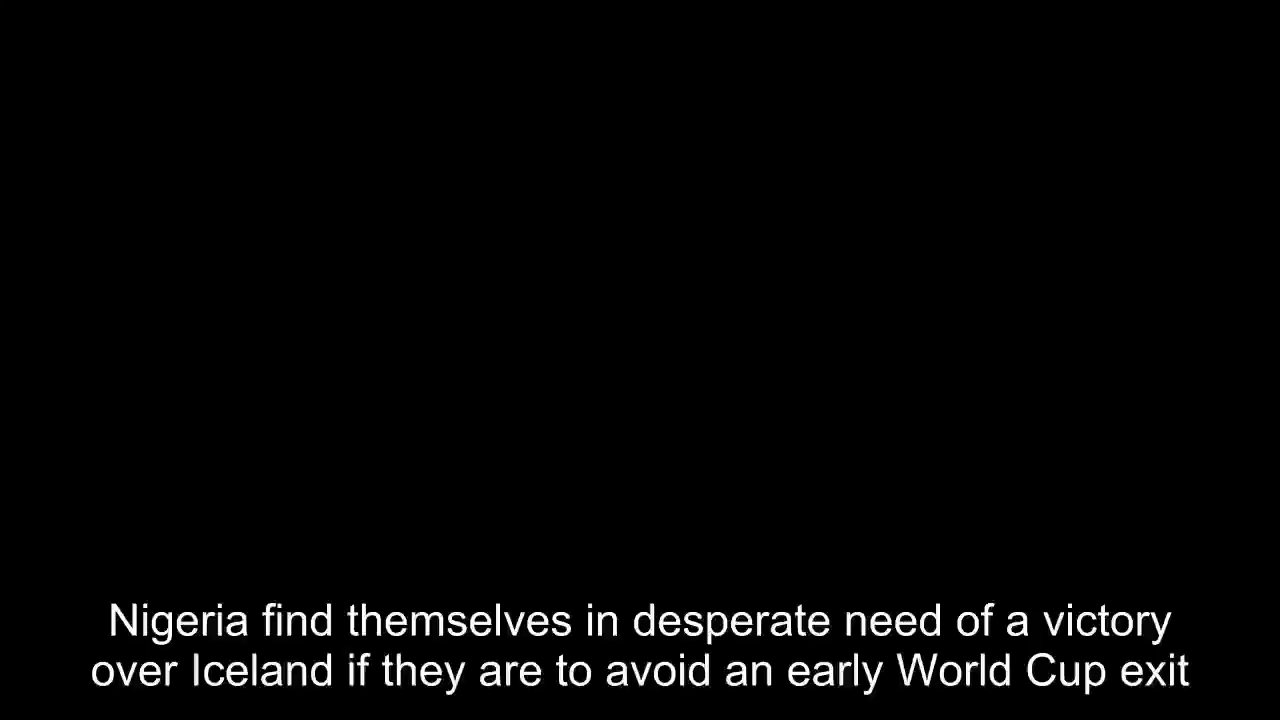 Nigeria find themselves in desperate need of a victory
over Iceland if they are to avoid an early World Cup exit